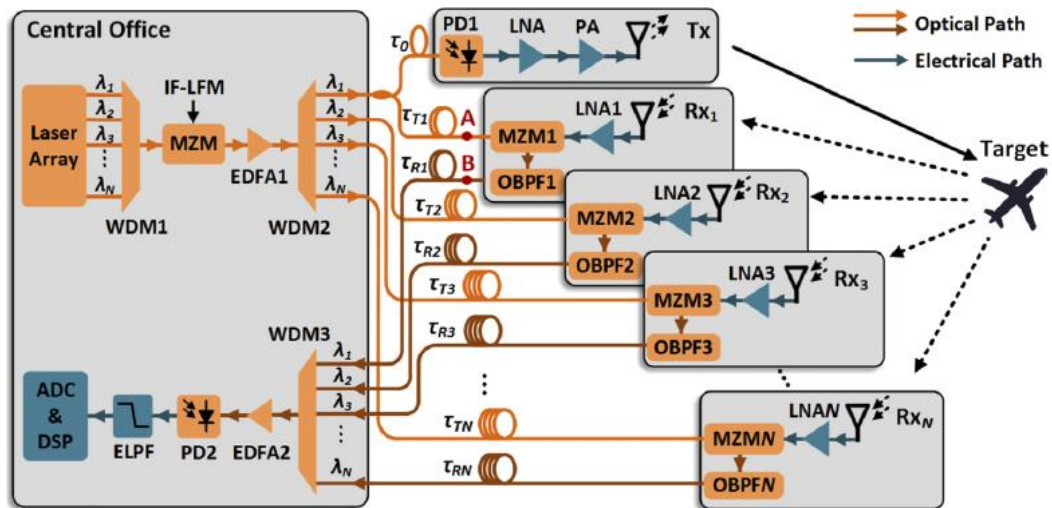 Central Office
Laser
Array
λ1
λ2
λ3
⋮
λN
WDM1
IF-LFM
MZM
EDFA1
WDM2
λ1
λ2
λ3
⋮
λN
τ0
PD1
LNA
PA
Tx
Optical Path
Electrical Path
τT1
A
MZM1
LNA1
Rx1
τR1
B
OBPF1
Target
τT2
MZM2
LNA2
Rx2
τR2
OBPF2
τT3
MZM3
LNA3
Rx3
τR3
OBPF3
⋮
τTN
MZMN
LNAN
RxN
τRN
OBPFN
WDM3
λ1
λ2
λ3
⋮
λN
EDFA2
PD2
ELPF
ADC
&
DSP